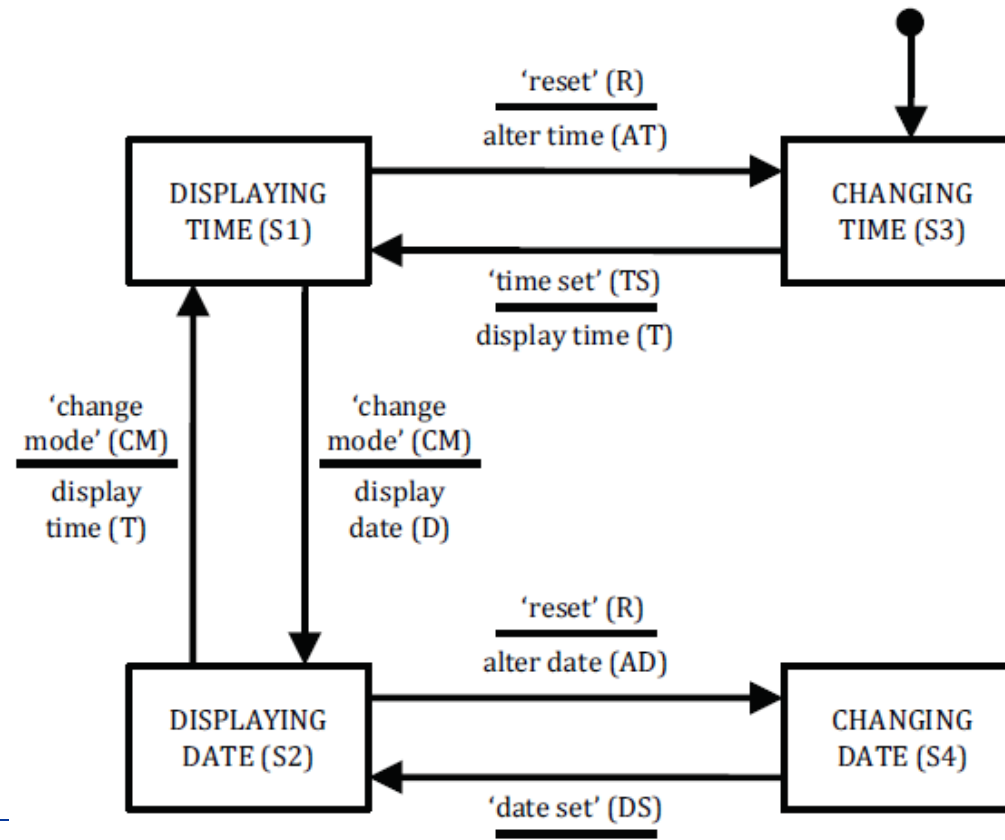 ‘reset’ (R)
alter time (AT)
DISPLAYING
TIME (S1)
CHANGING
TIME (S3)
‘time set’ (TS)
display time (T)
‘change
mode’ (CM)
display
time (T)
‘change
mode’ (CM)
display
date (D)
‘reset’ (R)
alter date (AD)
DISPLAYING
DATE (S2)
CHANGING
DATE (S4)
‘date set’ (DS)